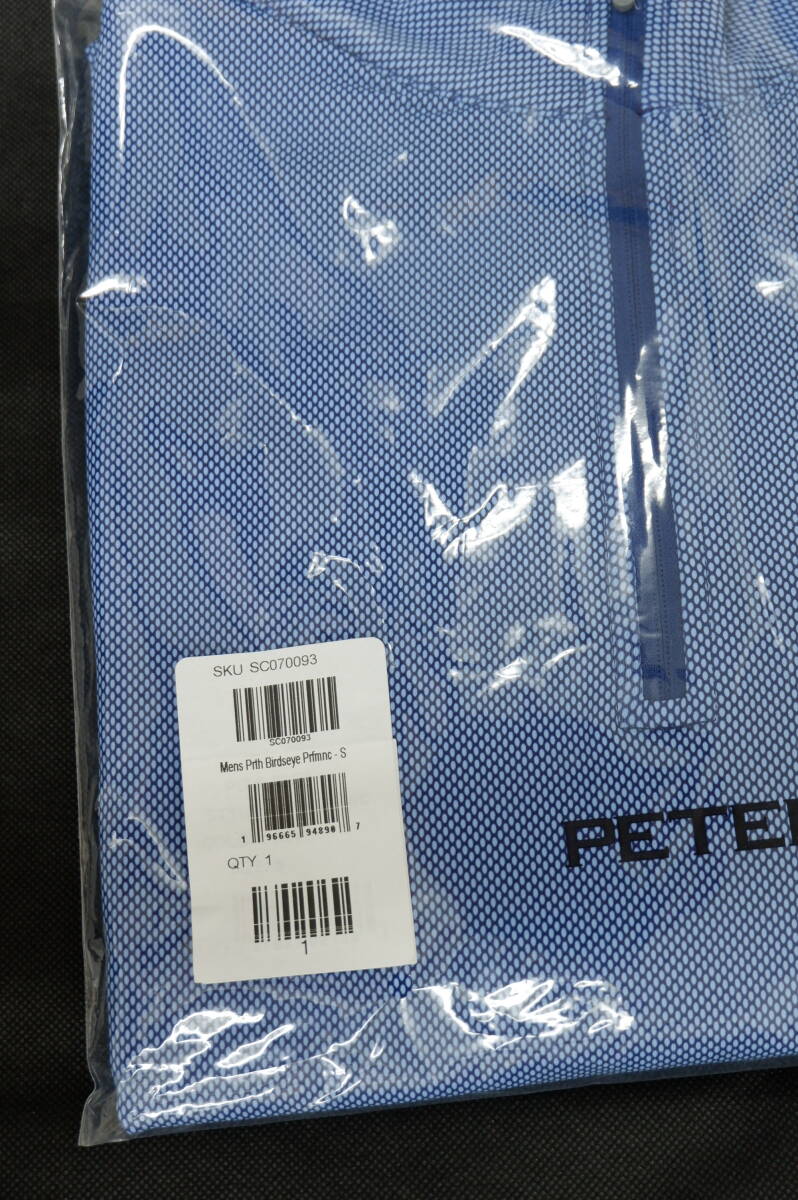 SKU SC070093
SC070093
Mens Prth Birdseye Prfmnc - S
1 96665 94890 7
QTY 1
1
PETE